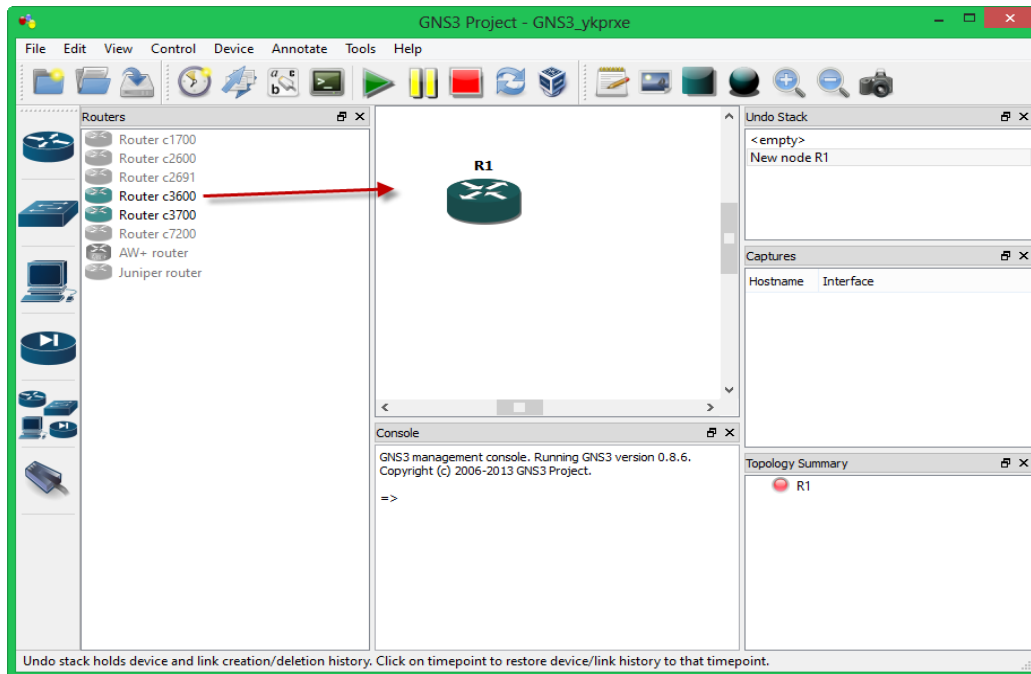 GNS3 Project - GNS3_ykprxe
File Edit View Control Device Annotate Tools Help
Routers
Router c1700
Router c2600
Router c2691
Router c3600
Router c3700
Router c7200
AW+ router
Juniper router
R1
Undo Stack
<empty>
New node R1
Captures
Hostname Interface
Console
GNS3 management console. Running GNS3 version 0.8.6.
Copyright (c) 2006-2013 GNS3 Project.
=>
Topology Summary
R1
Undo stack holds device and link creation/deletion history. Click on timepoint to restore device/link history to that timepoint.